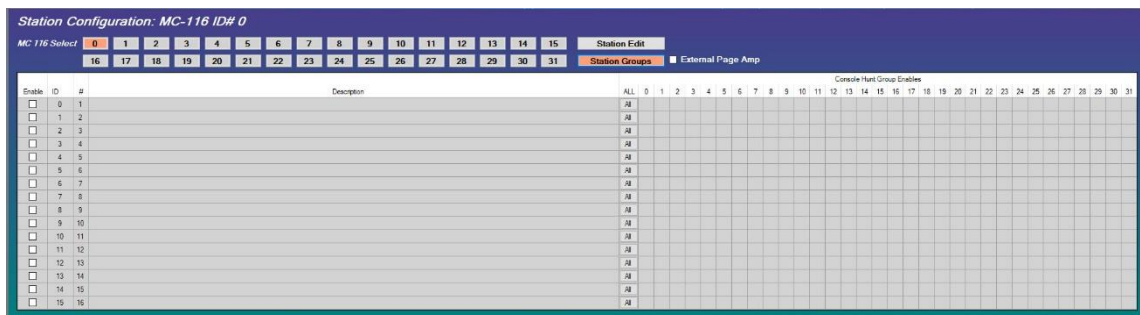 Station Configuration: MC-116 ID# 0
MC 116 Select 0 1 2 3 4 5 6 7 8 9 10 11 12 13 14 15 Station Edit
16 17 18 19 20 21 22 23 24 25 26 27 28 29 30 31 Station Groups External Page Amp
Console Hunt Group Enables
Enable ID # Description ALL 0 1 2 3 4 5 6 7 8 9 10 11 12 13 14 15 16 17 18 19 20 21 22 23 24 25 26 27 28 29 30 31
0 1 All
1 2 All
2 3 All
3 4 All
4 5 All
5 6 All
6 7 All
7 8 All
8 9 All
9 10 All
10 11 All
11 12 All
12 13 All
13 14 All
14 15 All
15 16 All